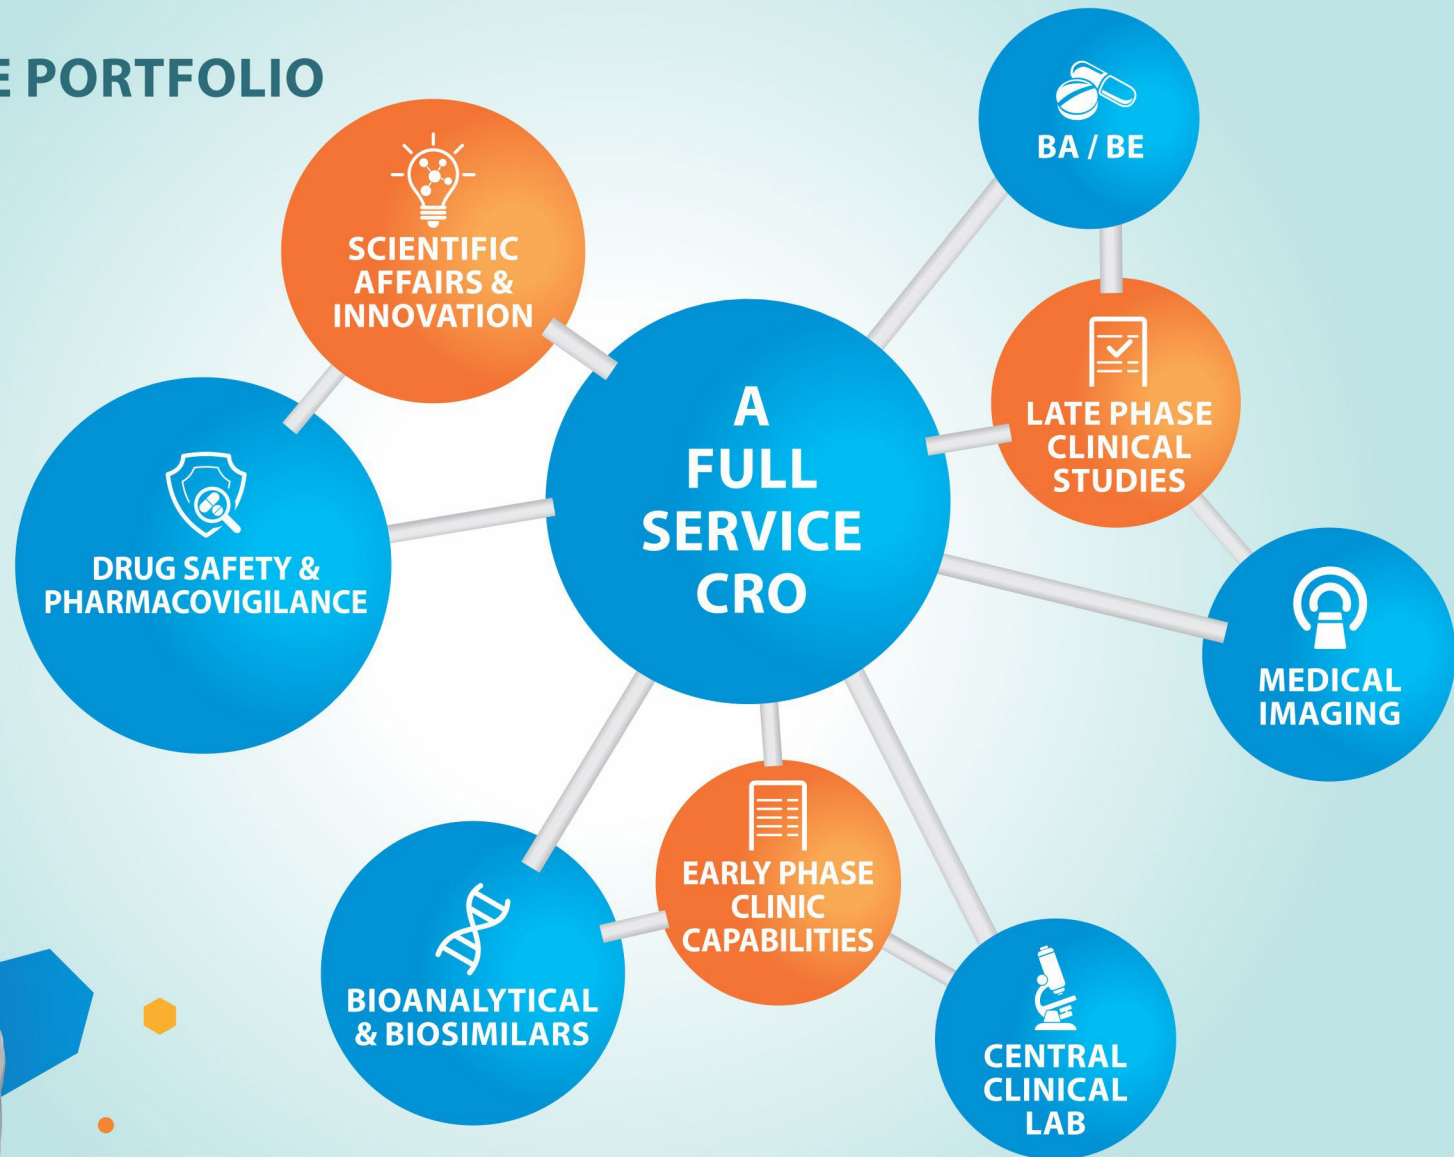 E PORTFOLIO
BA / BE
SCIENTIFIC
AFFAIRS &
INNOVATION
A
FULL
SERVICE
CRO
LATE PHASE
CLINICAL
STUDIES
DRUG SAFETY &
PHARMACOVIGILANCE
MEDICAL
IMAGING
EARLY PHASE
CLINIC
CAPABILITIES
BIOANALYTICAL
& BIOSIMILARS
CENTRAL
CLINICAL
LAB